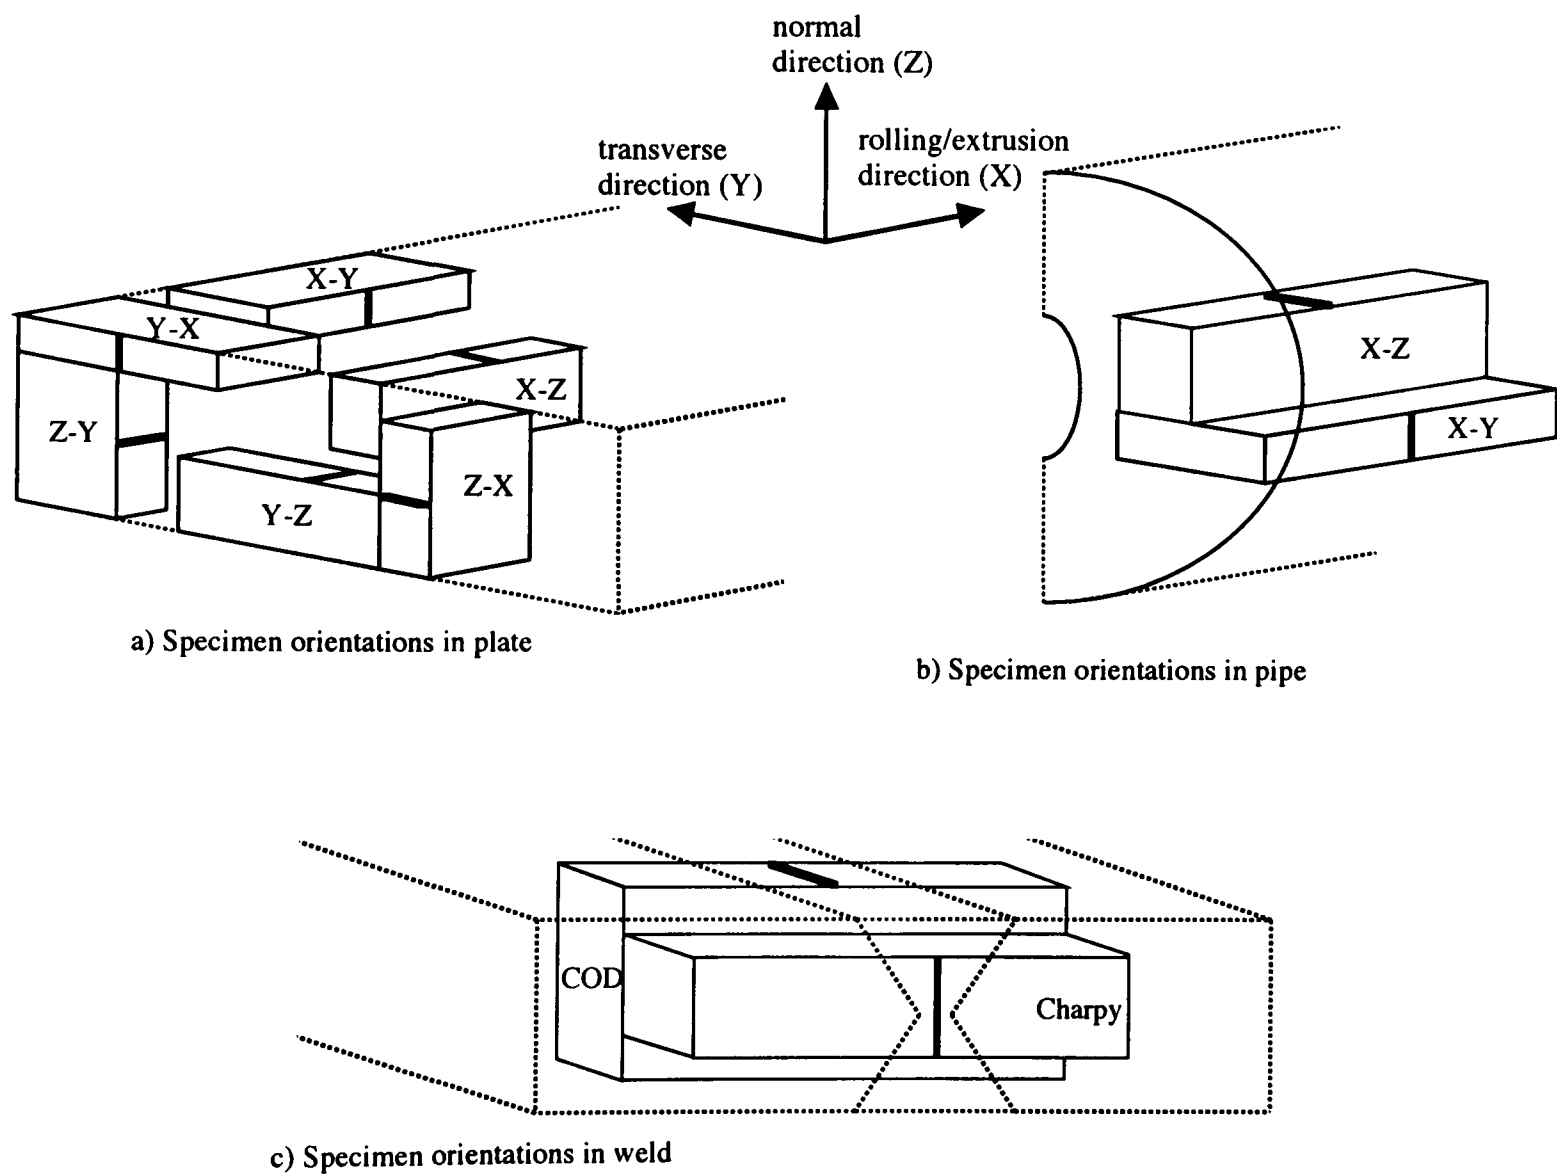 normal
direction (Z)
transverse
direction (Y)
rolling/extrusion
direction (X)
X-Y
Y-X
X-Z
Z-Y
Z-X
Y-Z
a) Specimen orientations in plate
X-Z
X-Y
b) Specimen orientations in pipe
COD
Charpy
c) Specimen orientations in weld